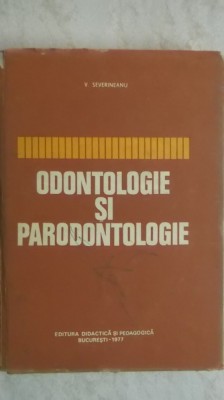 V. SEVERINEANU
ODONTOLOGIE
SI
PARODONTOLOGIE
EDITURA DIDACTICĂ ȘI PEDAGOGICĂ
BUCUREȘTI-1977